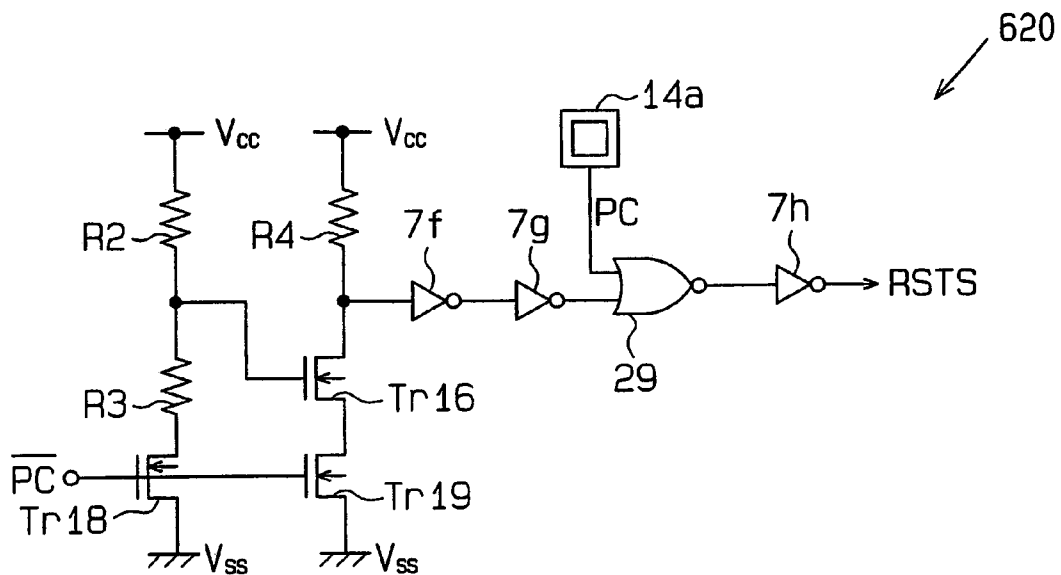 620
14a
Vcc
Vcc
PC
7f
7g
7h
R2
R4
RSTS
29
R3
Tr16
PC
Tr18
Tr19
Vss
Vss